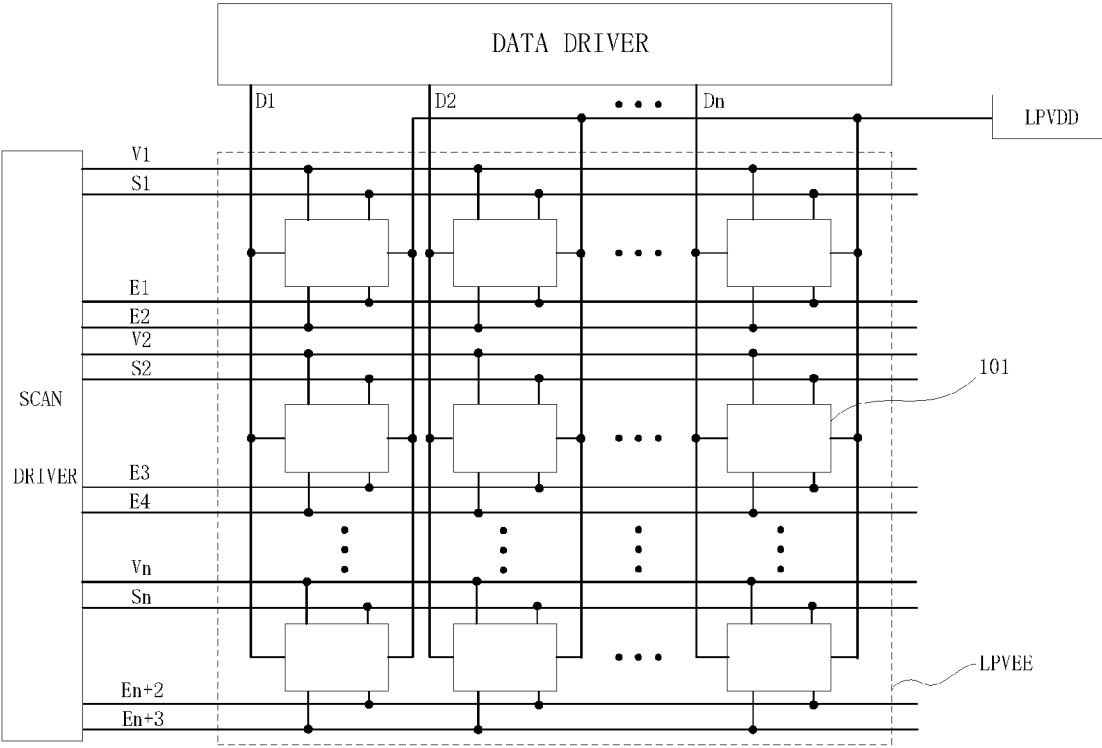 DATA DRIVER
D1
D2
Dn
LPVDD
V1
S1
E1
E2
V2
S2
101
SCAN
DRIVER
E3
E4
Vn
Sn
LPVEE
En+2
En+3